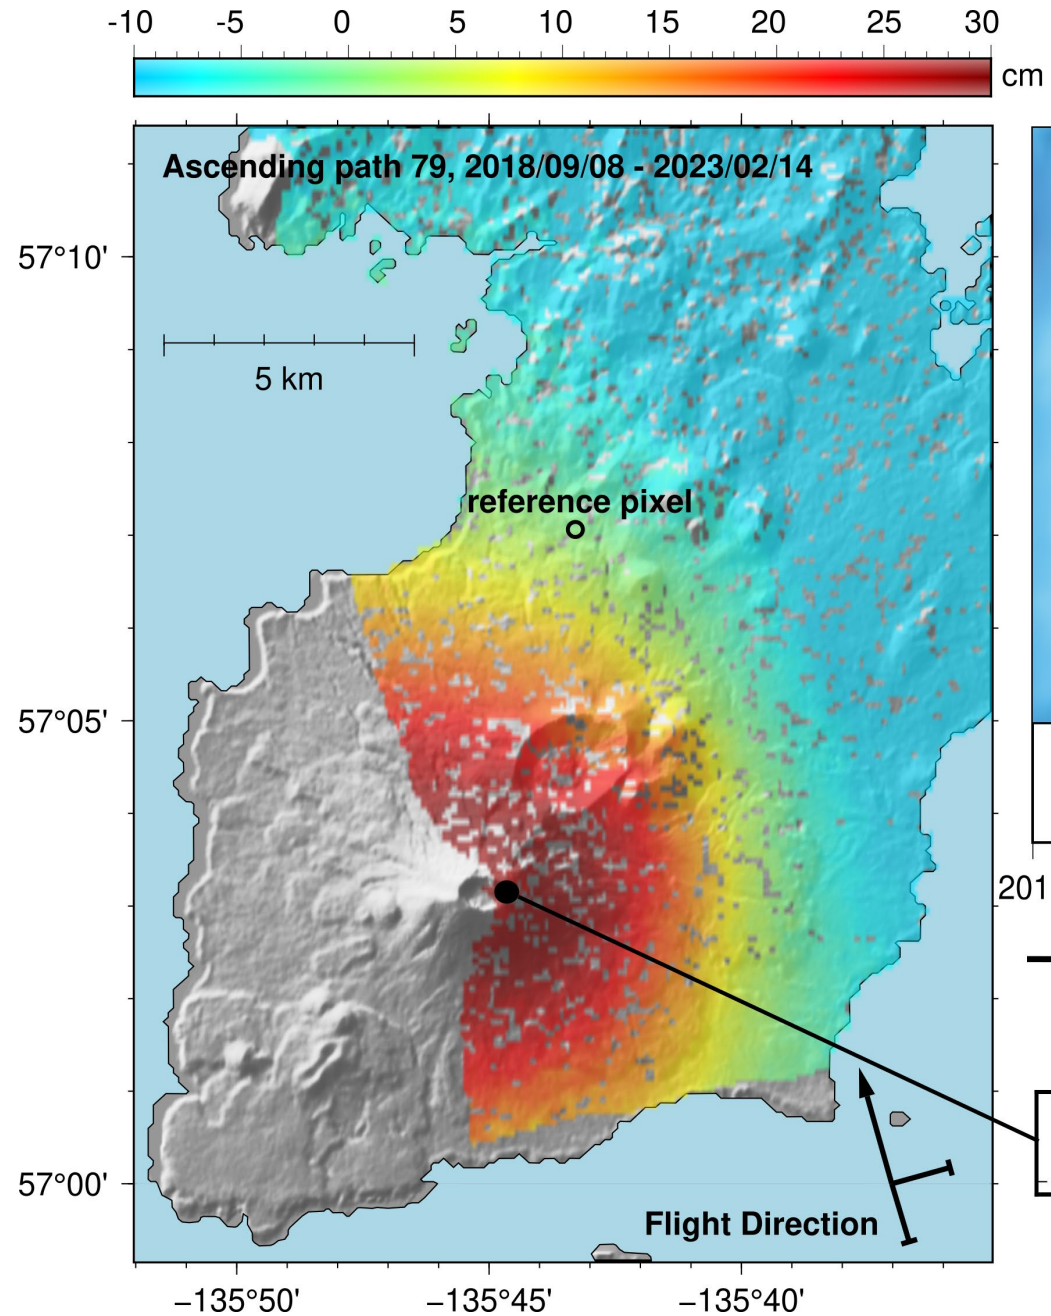 -10 -5 0 5 10 15 20 25 30
cm
Ascending path 79, 2018/09/08 - 2023/02/14
57°10'
5 km
reference pixel
57°05'
201
57°00'
Flight Direction
−135°50' −135°45' −135°40'